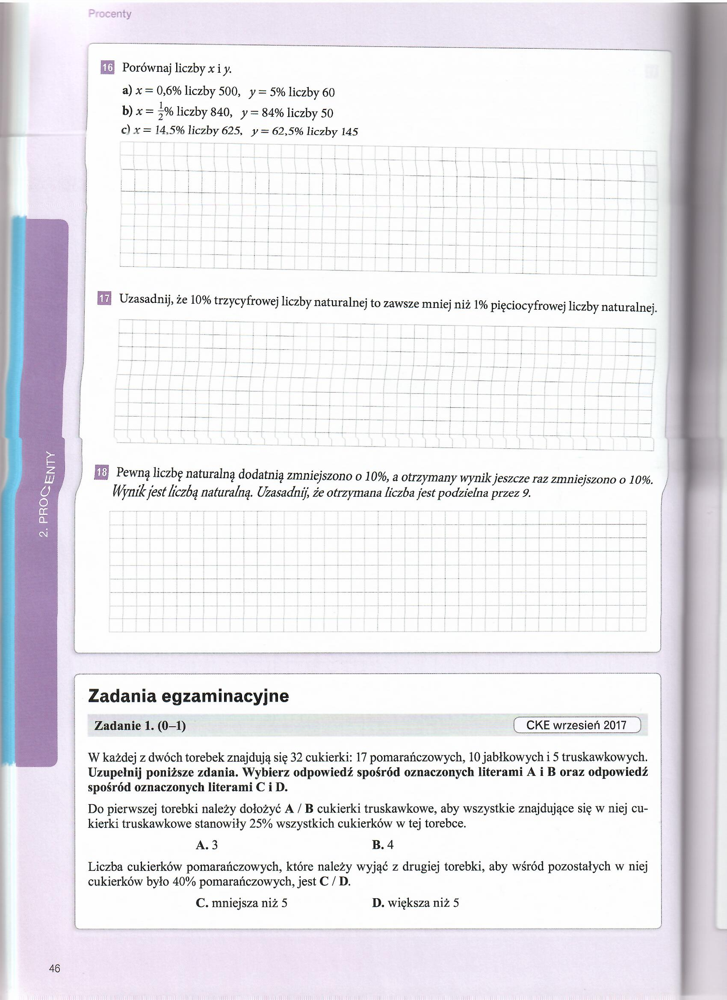 Procenty
16 Porównaj liczby x i y.
a) x = 0,6% liczby 500, y = 5% liczby 60
b) x = 1/2% liczby 840, y = 84% liczby 50
c) x = 14,5% liczby 625, y = 62,5% liczby 145
17 Uzasadnij, że 10% trzycyfrowej liczby naturalnej to zawsze mniej niż 1% pięciocyfrowej liczby naturalnej.
18 Pewną liczbę naturalną dodatnią zmniejszono o 10%, a otrzymany wynik jeszcze raz zmniejszono o 10%.
Wynik jest liczbą naturalną. Uzasadnij, że otrzymana liczba jest podzielna przez 9.
2. PROCENTY
Zadania egzaminacyjne
Zadanie 1. (0–1) CKE wrzesień 2017
W każdej z dwóch torebek znajdują się 32 cukierki: 17 pomarańczowych, 10 jabłkowych i 5 truskawkowych.
Uzupełnij poniższe zdania. Wybierz odpowiedź spośród oznaczonych literami A i B oraz odpowiedź
spośród oznaczonych literami C i D.
Do pierwszej torebki należy dołożyć A / B cukierki truskawkowe, aby wszystkie znajdujące się w niej cu-
kierki truskawkowe stanowiły 25% wszystkich cukierków w tej torebce.
A. 3 B. 4
Liczba cukierków pomarańczowych, które należy wyjąć z drugiej torebki, aby wśród pozostałych w niej
cukierków było 40% pomarańczowych, jest C / D.
C. mniejsza niż 5 D. większa niż 5
46